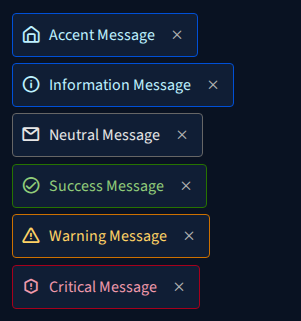 Accent Message
Information Message
Neutral Message
Success Message
Warning Message
Critical Message